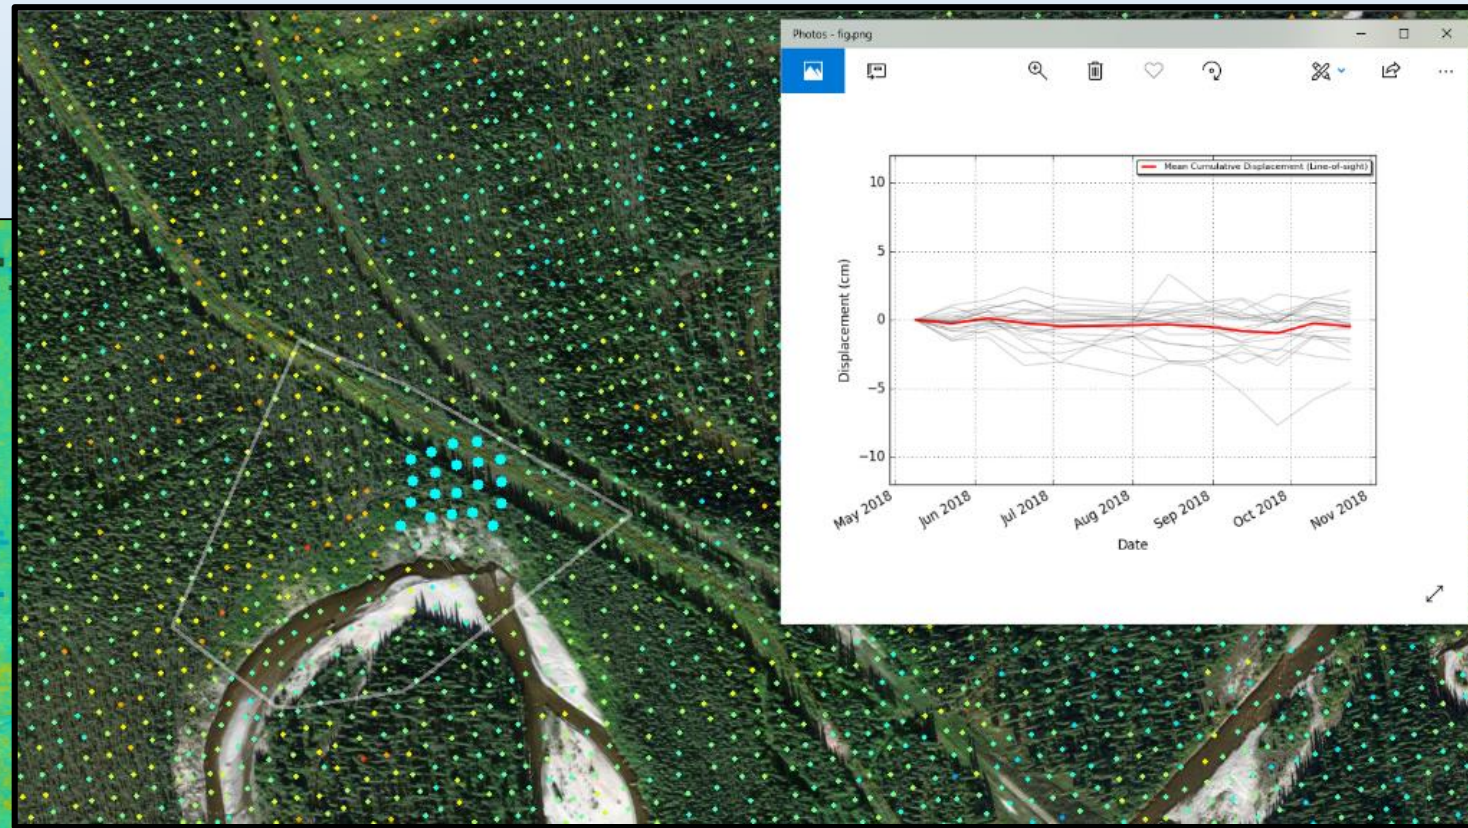 Photos - fig.png
Mean Cumulative Displacement (Line-of-sight)
Displacement (cm)
10
5
0
−5
−10
May 2018
Jun 2018
Jul 2018
Aug 2018
Sep 2018
Oct 2018
Nov 2018
Date